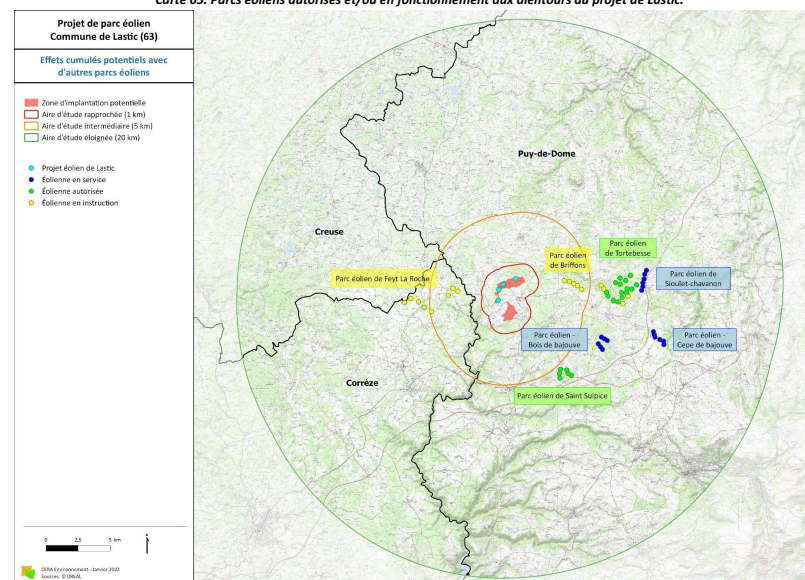 Carte 65: Parcs éoliens autorisés et/ou en fonctionnement aux alentours du projet de Lastic.
Projet de parc éolien
Commune de Lastic (63)
Effets cumulés potentiels avec
d'autres parcs éoliens
Zone d'implantation potentielle
Aire d'étude rapprochée (1 km)
Aire d'étude intermédiaire (5 km)
Aire d'étude éloignée (20 km)
Projet éolien de Lastic
Éolienne en service
Éolienne autorisée
Éolienne en instruction
0 2,5 5 km
CERA Environnement - Janvier 2022
Sources: © DREAL
Puy-de-Dome
Creuse
Corrèze
Parc éolien de Feyt La Roche
Parc éolien
de Briffons
Parc éolien
de Tortebesse
Parc éolien de
Sioulet-chavanon
Parc éolien -
Bois de bajouve
Parc éolien -
Cepe de bajouve
Parc éolien de Saint Sulpice